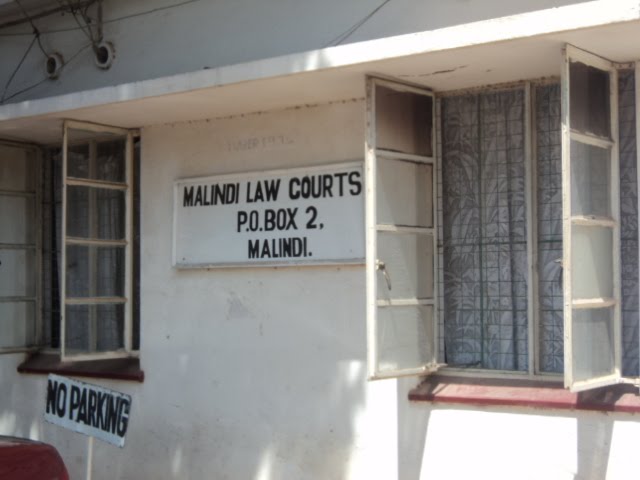 MALINDI LAW COURTS
P.O.BOX 2,
MALINDI.
NO PARKING